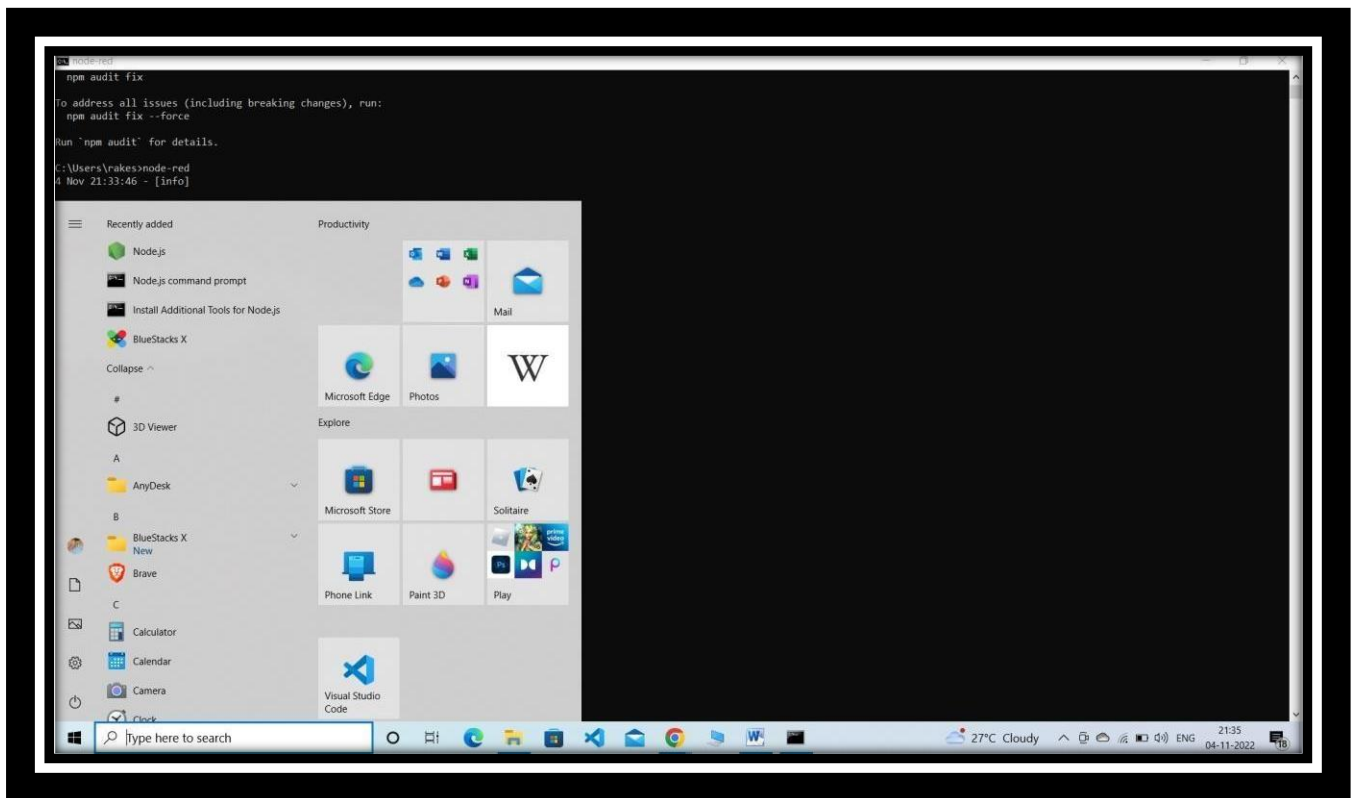 node-red
npm audit fix
To address all issues (including breaking changes), run:
npm audit fix --force
Run `npm audit` for details.
C:\Users\rakes>node-red
4 Nov 21:33:46 - [info]
Recently added
Node.js
Node.js command prompt
Install Additional Tools for Node.js
BlueStacks X
Collapse
#
3D Viewer
A
AnyDesk
B
BlueStacks X
New
Brave
C
Calculator
Calendar
Camera
Clock
Productivity
Mail
Microsoft Edge
Photos
W
Explore
Microsoft Store
Solitaire
prime
video
Ps
Phone Link
Paint 3D
Play
Visual Studio
Code
Type here to search
W
27°C Cloudy
ENG
21:35
04-11-2022
18